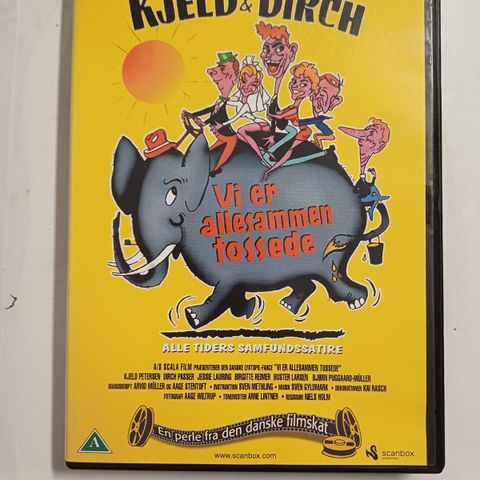 KJELD & DIRCH
Vi er
allesammen
tossede
ALLE TIDERS SAMFUNDSSATIRE
A/S SCALA FILM PRÆSENTERER DEN DANSKE LYSTSPIL-FARCE "VI ER ALLESAMMEN TOSSEDE"
KJELD PETERSEN DIRCH PASSER JESSIE LAURING BIRGITTE REIMER BUSTER LARSEN BJØRN PUGGAARD-MÜLLER
MANUSKRIPT ARVID MÜLLER OG AAGE STENTOFT • INSTRUKTION SVEN METHLING • MUSIK SVEN GYLDMARK • DEKORATIONER KAI RASCH
FOTOGRAF AAGE WILTRUP • TONEMESTER ARNE LINTNER • REGISSØR NIELS HOLM
A
En perle fra den danske filmskat
www.scanbox.com
scanbox